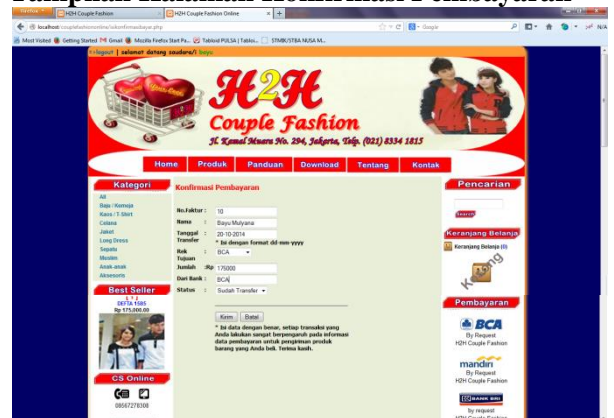 Tampilan Halaman Konfirmasi Pembayaran
H2H Couple Fashion
H2H Couple Fashion Online
localhost/couplefashiononline/tokonfirmasibayar.php
Google
Most Visited
Getting Started
Gmail
Mozilla Firefox Start Pa...
Tabloid PULSA | Tabloi...
STMIK/STBA NUSA M...
logout | selamat datang saudara/i bayu
H2H
Couple Fashion
Jl. Kamal Muara No. 294, Jakarta, Telp. (021) 8334 1815
Home
Produk
Panduan
Download
Tentang
Kontak
Kategori
All
Baju / Kemeja
Kaos / T-Shirt
Celana
Jaket
Long Dress
Sepatu
Muslim
Anak-anak
Aksesoris
Best Seller
DEFTA 1585
Rp 175,000.00
CS Online
08567278308
Konfirmasi Pembayaran
No.Faktur : 10
Nama : Bayu Mulyana
Tanggal Transfer : 20-10-2014
* Isi dengan format dd-mm-yyyy
Rek Tujuan : BCA
Jumlah :Rp 175000
Dari Bank : BCA
Status : Sudah Transfer
Kirim
Batal
* Isi data dengan benar, setiap transaksi yang
Anda lakukan sangat berpengaruh pada informasi
data pembayaran untuk pengiriman produk
barang yang Anda beli. Terima kasih.
Pencarian
Search
Keranjang Belanja
Keranjang Belanja (0)
Kosong
Pembayaran
BCA
By Request
H2H Couple Fashion
mandiri
By Request
H2H Couple Fashion
BANK BRI
by request
H2H Couple Fashion